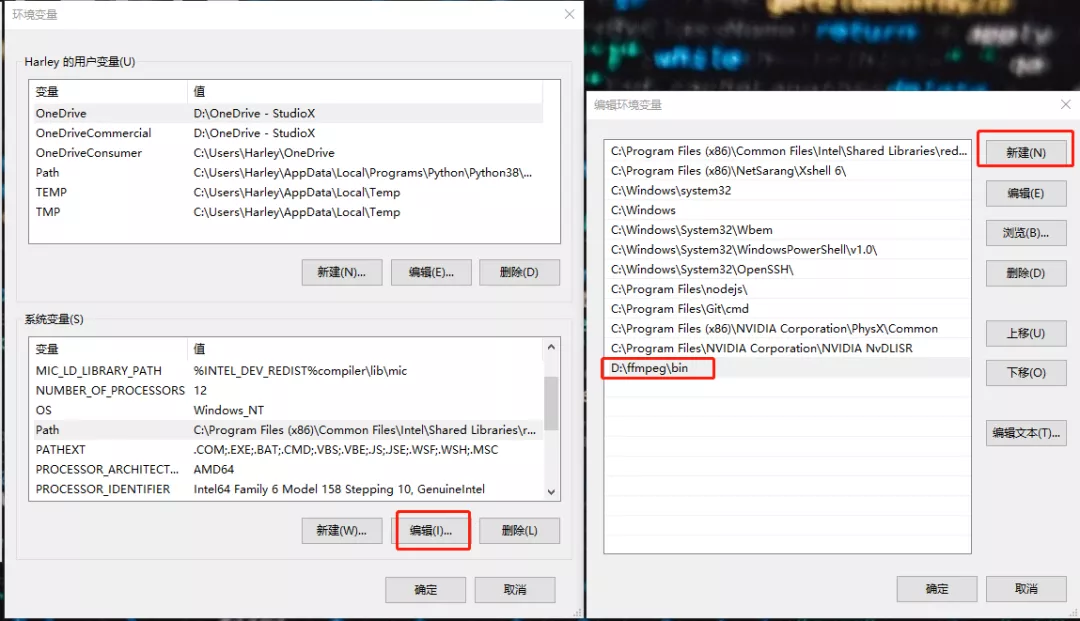 环境变量
Harley 的用户变量(U)
变量 值
OneDrive D:\OneDrive - StudioX
OneDriveCommercial D:\OneDrive - StudioX
OneDriveConsumer C:\Users\Harley\OneDrive
Path C:\Users\Harley\AppData\Local\Programs\Python\Python38\...
TEMP C:\Users\Harley\AppData\Local\Temp
TMP C:\Users\Harley\AppData\Local\Temp
新建(N)... 编辑(E)... 删除(D)
系统变量(S)
变量 值
MIC_LD_LIBRARY_PATH %INTEL_DEV_REDIST%compiler\lib\mic
NUMBER_OF_PROCESSORS 12
OS Windows_NT
Path C:\Program Files (x86)\Common Files\Intel\Shared Libraries\r...
PATHEXT .COM;.EXE;.BAT;.CMD;.VBS;.VBE;.JS;.JSE;.WSF;.WSH;.MSC
PROCESSOR_ARCHITECT... AMD64
PROCESSOR_IDENTIFIER Intel64 Family 6 Model 158 Stepping 10, GenuineIntel
新建(W)... 编辑(I)... 删除(L)
确定 取消
return
apply
while
编辑环境变量
C:\Program Files (x86)\Common Files\Intel\Shared Libraries\red...
C:\Program Files (x86)\NetSarang\Xshell 6\
C:\Windows\system32
C:\Windows
C:\Windows\System32\Wbem
C:\Windows\System32\WindowsPowerShell\v1.0\
C:\Windows\System32\OpenSSH\
C:\Program Files\nodejs\
C:\Program Files\Git\cmd
C:\Program Files (x86)\NVIDIA Corporation\PhysX\Common
C:\Program Files\NVIDIA Corporation\NVIDIA NvDLISR
D:\ffmpeg\bin
新建(N)
编辑(E)
浏览(B)...
删除(D)
上移(U)
下移(O)
编辑文本(T)...
确定 取消